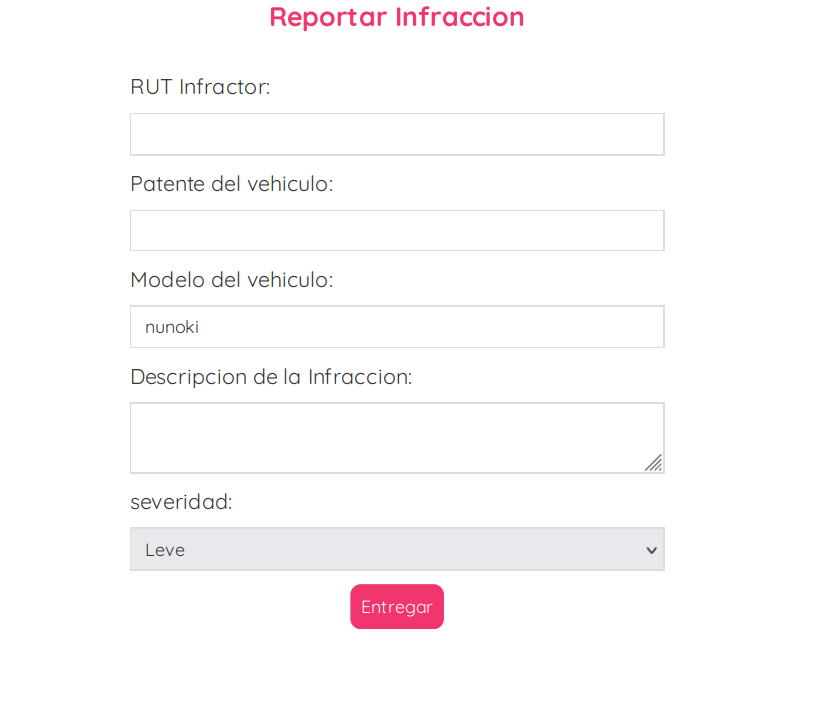 Reportar Infraccion
RUT Infractor:
Patente del vehiculo:
Modelo del vehiculo:
nunoki
Descripcion de la Infraccion:
severidad:
Leve
Entregar